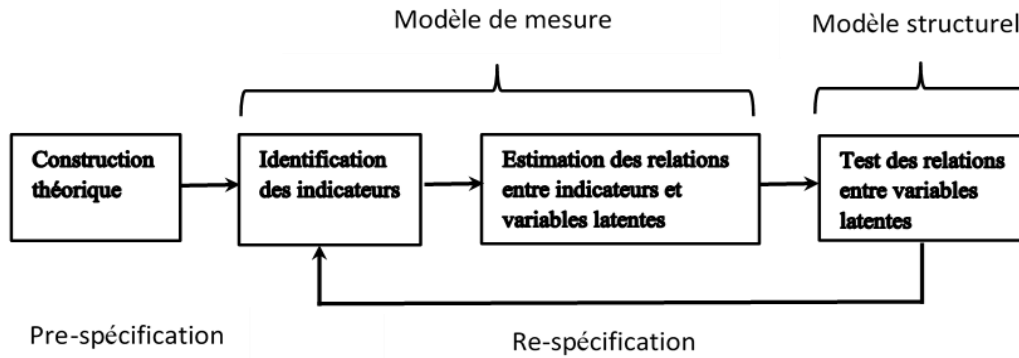 Modèle de mesure
Modèle structurel
Construction
théorique
Identification
des indicateurs
Estimation des relations
entre indicateurs et
variables latentes
Test des relations
entre variables
latentes
Pre-spécification
Re-spécification